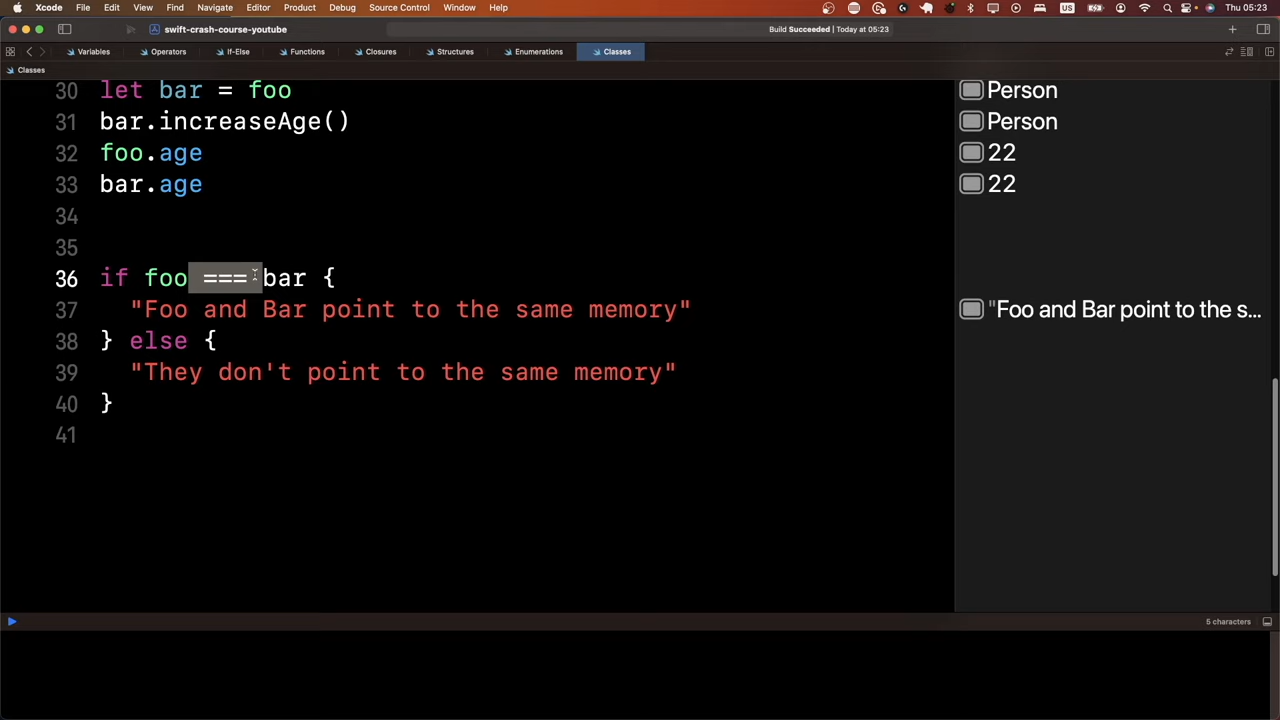 Xcode File Edit View Find Navigate Editor Product Debug Source Control Window Help US Thu 05:23
swift-crash-course-youtube Build Succeeded | Today at 05:23
Variables Operators If-Else Functions Closures Structures Enumerations Classes
Classes
30 let bar = foo Person
31 bar.increaseAge() Person
32 foo.age 22
33 bar.age 22
34
35
36 if foo === bar {
37 "Foo and Bar point to the same memory" "Foo and Bar point to the s...
38 } else {
39 "They don't point to the same memory"
40 }
41
5 characters